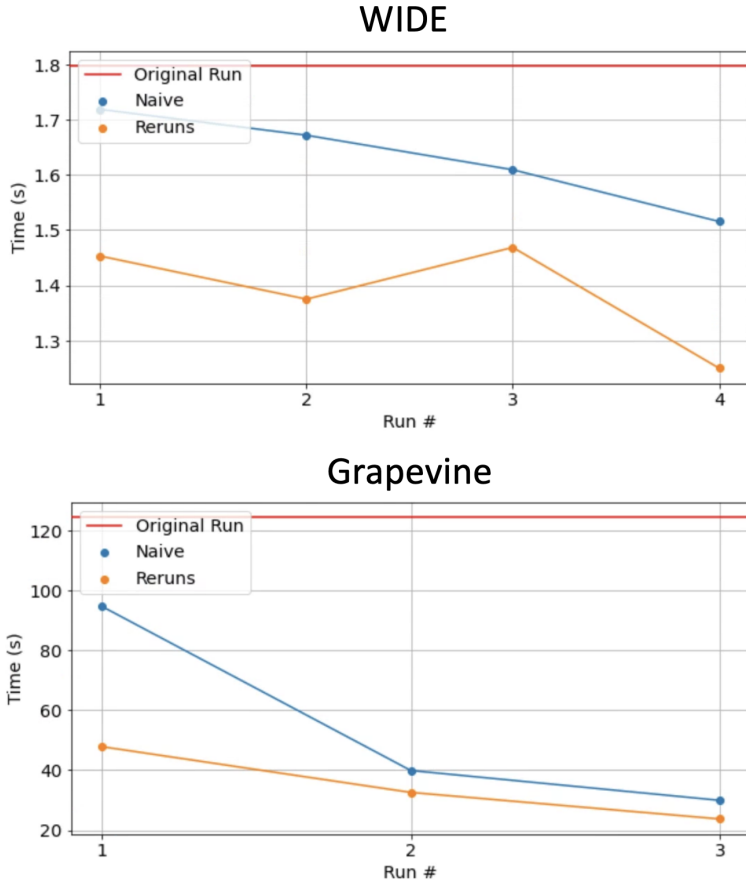 WIDE
Original Run
Naive
Reruns
1.8
1.7
1.6
1.5
1.4
1.3
Time (s)
1 2 3 4
Run #
Grapevine
Original Run
Naive
Reruns
120
100
80
60
40
20
Time (s)
1 2 3
Run #